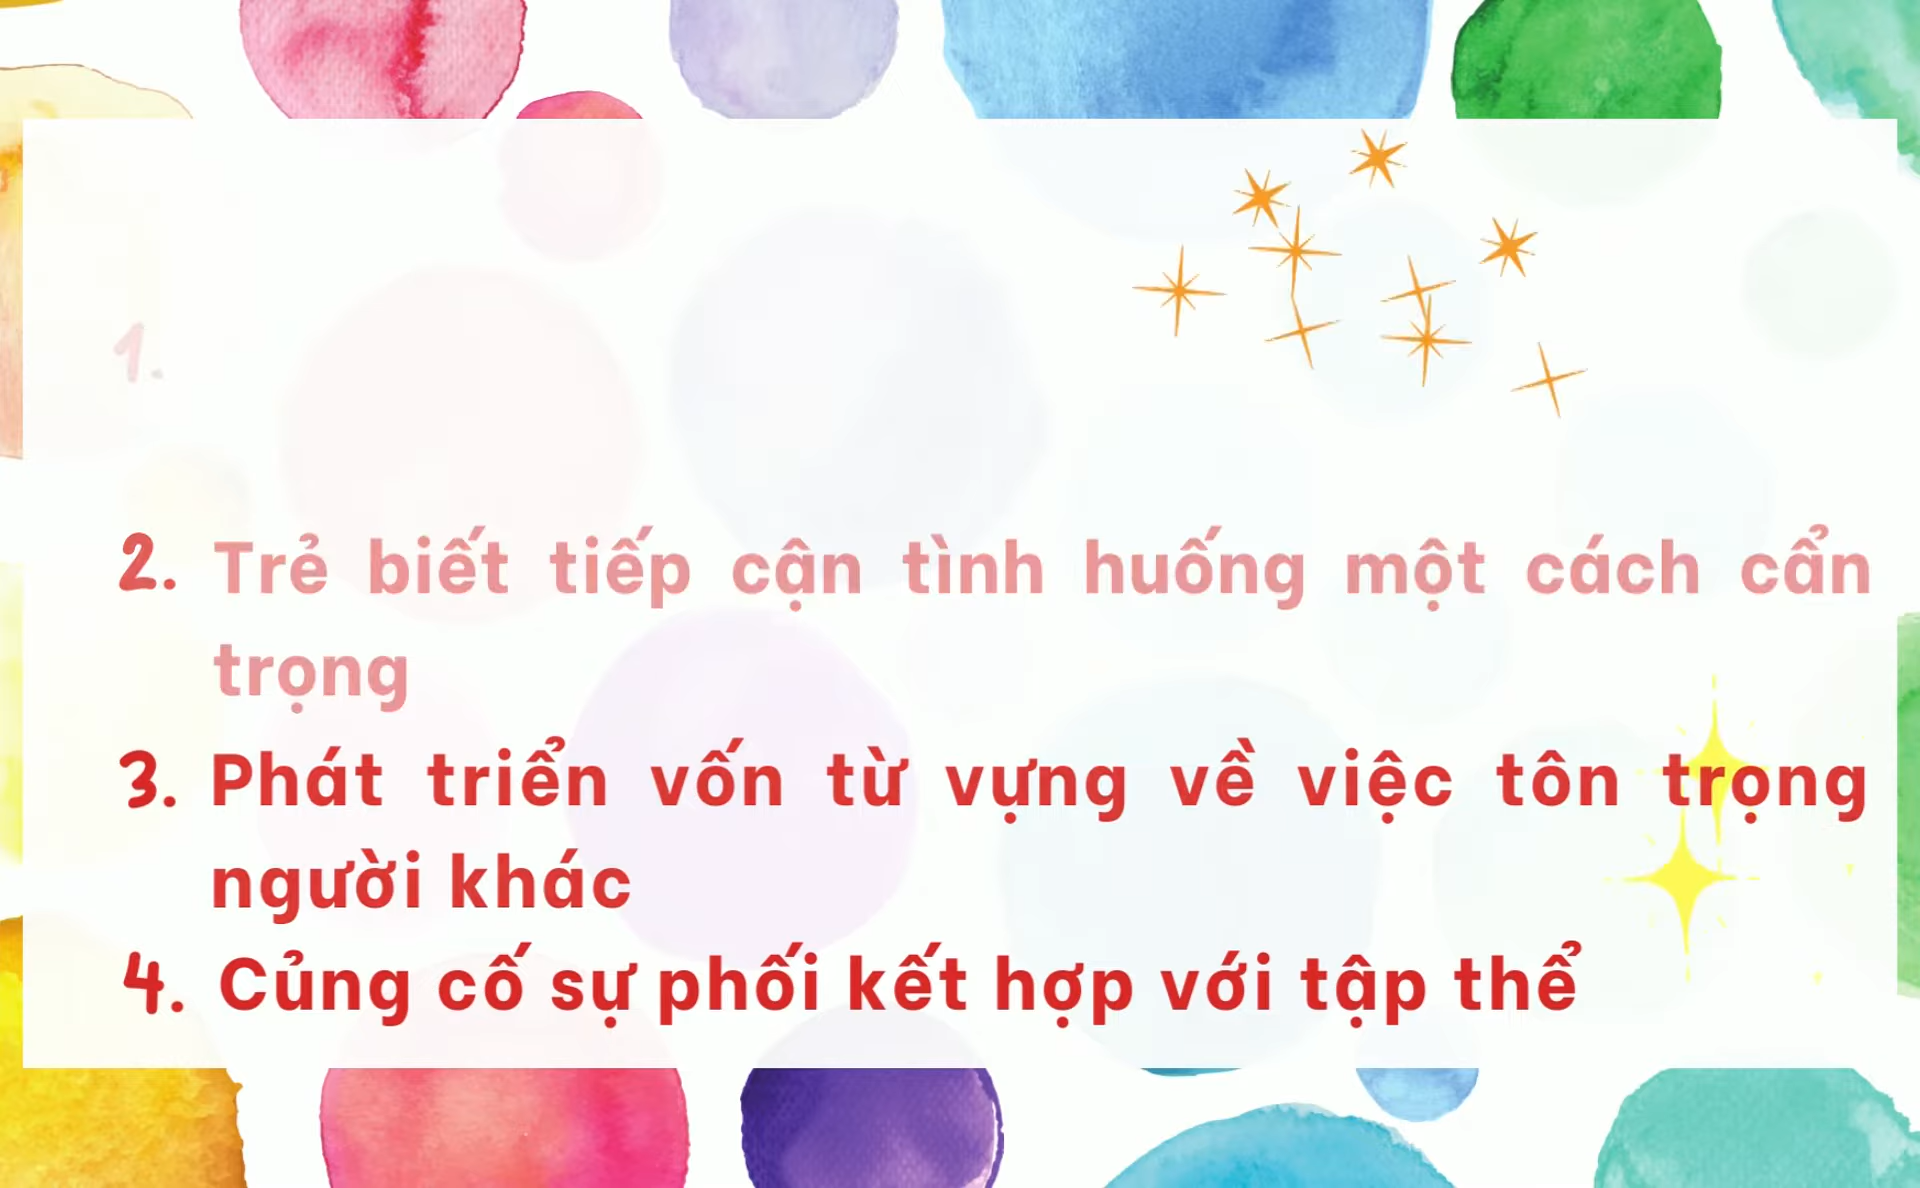 1.
2. Trẻ biết tiếp cận tình huống một cách cẩn
trọng
3. Phát triển vốn từ vựng về việc tôn trọng
người khác
4. Củng cố sự phối kết hợp với tập thể